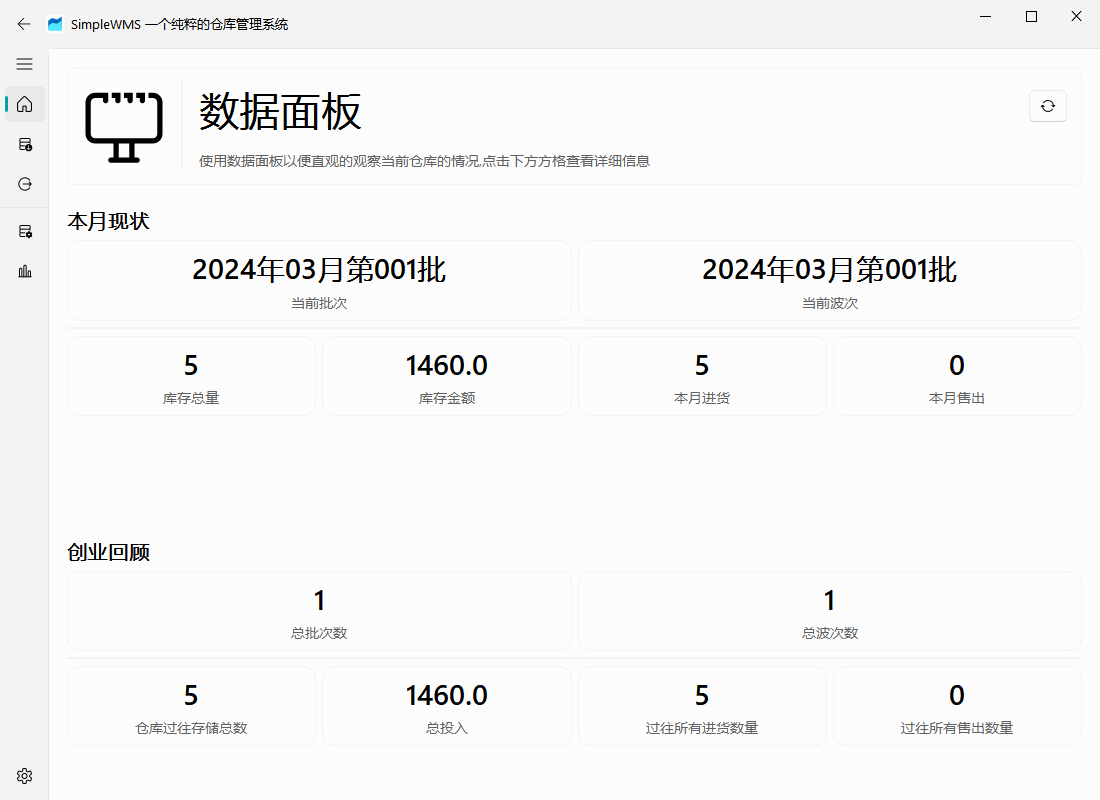 SimpleWMS 一个纯粹的仓库管理系统
数据面板
使用数据面板以便直观的观察当前仓库的情况,点击下方方格查看详细信息
本月现状
2024年03月第001批
当前批次
2024年03月第001批
当前波次
5
库存总量
1460.0
库存金额
5
本月进货
0
本月售出
创业回顾
1
总批次数
1
总波次数
5
仓库过往存储总数
1460.0
总投入
5
过往所有进货数量
0
过往所有售出数量